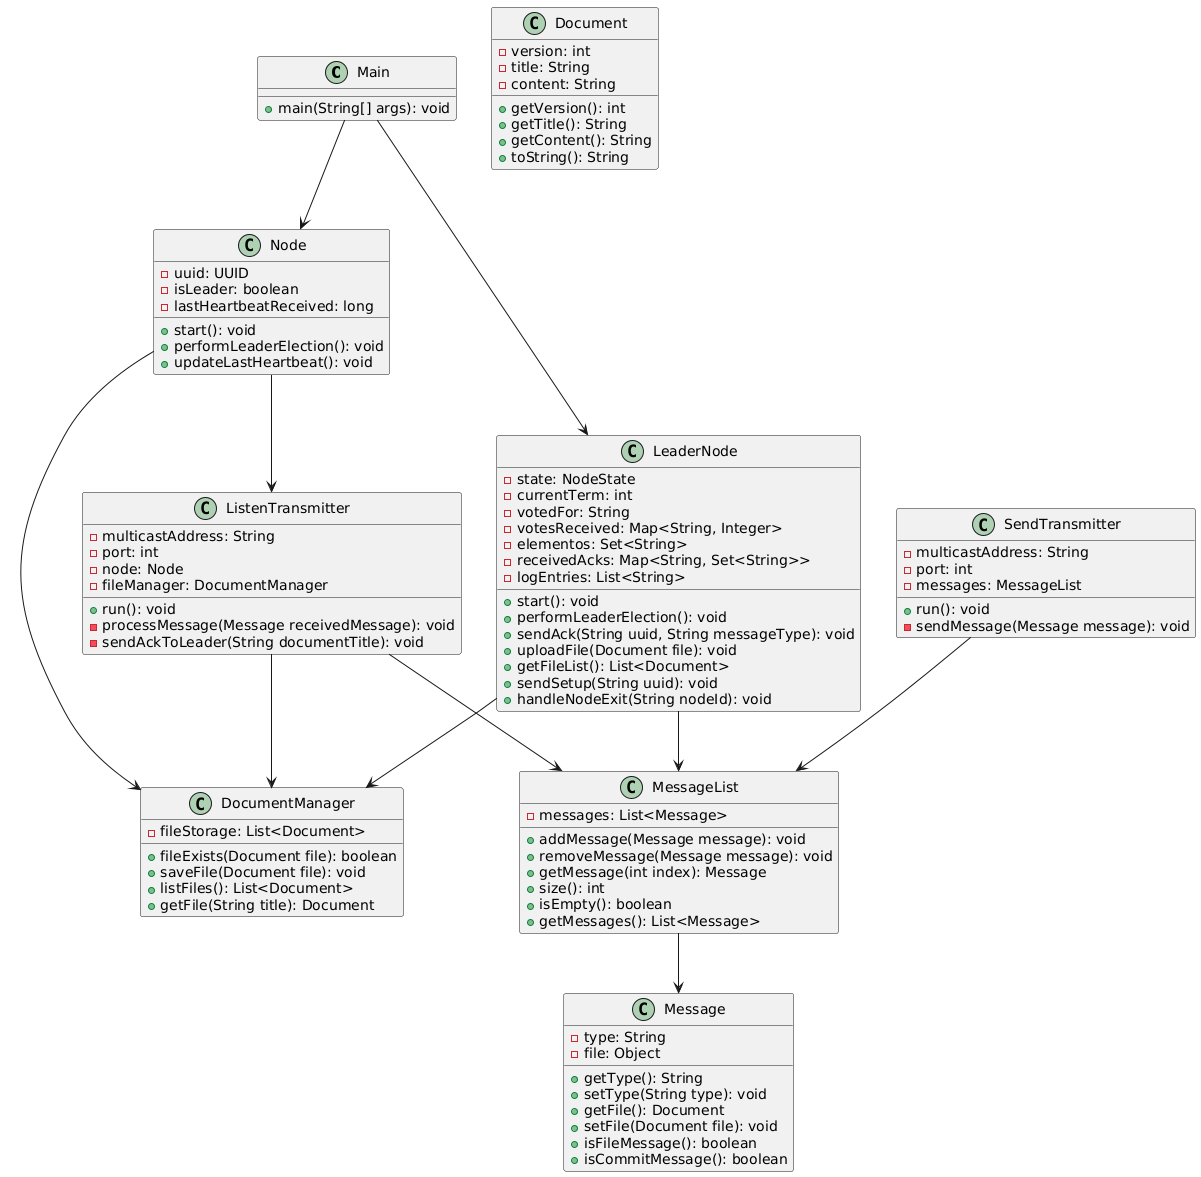 C Document
version: int
title: String
content: String
getVersion(): int
getTitle(): String
getContent(): String
toString(): String
C Main
main(String[] args): void
C Node
uuid: UUID
isLeader: boolean
lastHeartbeatReceived: long
start(): void
performLeaderElection(): void
updateLastHeartbeat(): void
C LeaderNode
state: NodeState
currentTerm: int
votedFor: String
votesReceived: Map<String, Integer>
elementos: Set<String>
receivedAcks: Map<String, Set<String>>
logEntries: List<String>
start(): void
performLeaderElection(): void
sendAck(String uuid, String messageType): void
uploadFile(Document file): void
getFileList(): List<Document>
sendSetup(String uuid): void
handleNodeExit(String nodeId): void
C ListenTransmitter
multicastAddress: String
port: int
node: Node
fileManager: DocumentManager
run(): void
processMessage(Message receivedMessage): void
sendAckToLeader(String documentTitle): void
C SendTransmitter
multicastAddress: String
port: int
messages: MessageList
run(): void
sendMessage(Message message): void
C DocumentManager
fileStorage: List<Document>
fileExists(Document file): boolean
saveFile(Document file): void
listFiles(): List<Document>
getFile(String title): Document
C MessageList
messages: List<Message>
addMessage(Message message): void
removeMessage(Message message): void
getMessage(int index): Message
size(): int
isEmpty(): boolean
getMessages(): List<Message>
C Message
type: String
file: Object
getType(): String
setType(String type): void
getFile(): Document
setFile(Document file): void
isFileMessage(): boolean
isCommitMessage(): boolean